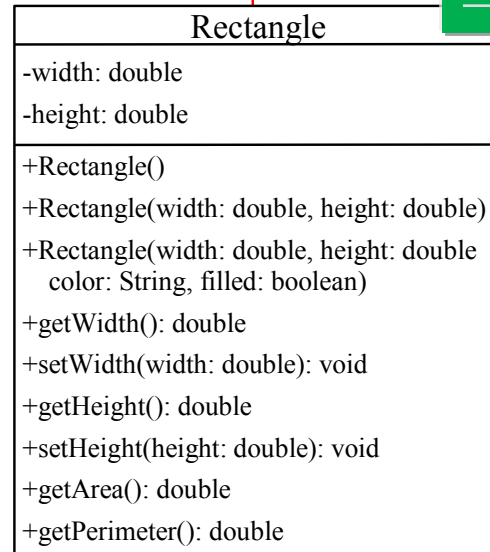 Rectangle
-width: double
-height: double
+Rectangle()
+Rectangle(width: double, height: double)
+Rectangle(width: double, height: double
color: String, filled: boolean)
+getWidth(): double
+setWidth(width: double): void
+getHeight(): double
+setHeight(height: double): void
+getArea(): double
+getPerimeter(): double